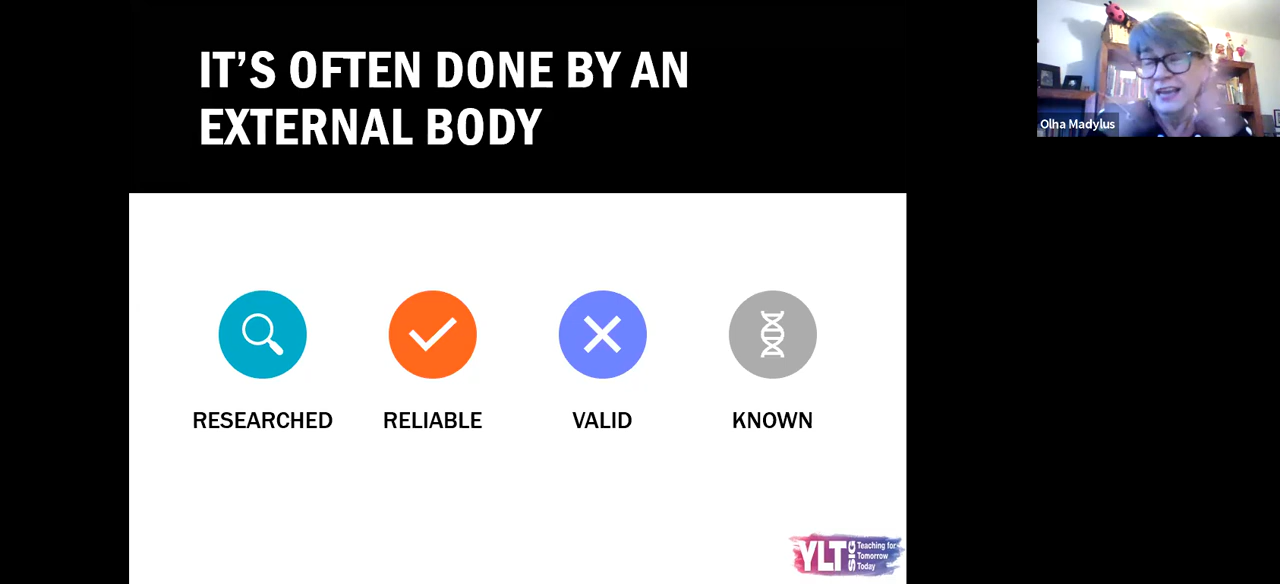 IT'S OFTEN DONE BY AN
EXTERNAL BODY
Olha Madylus
RESEARCHED
RELIABLE
VALID
KNOWN
YLT SIG
Teaching for
Tomorrow
Today